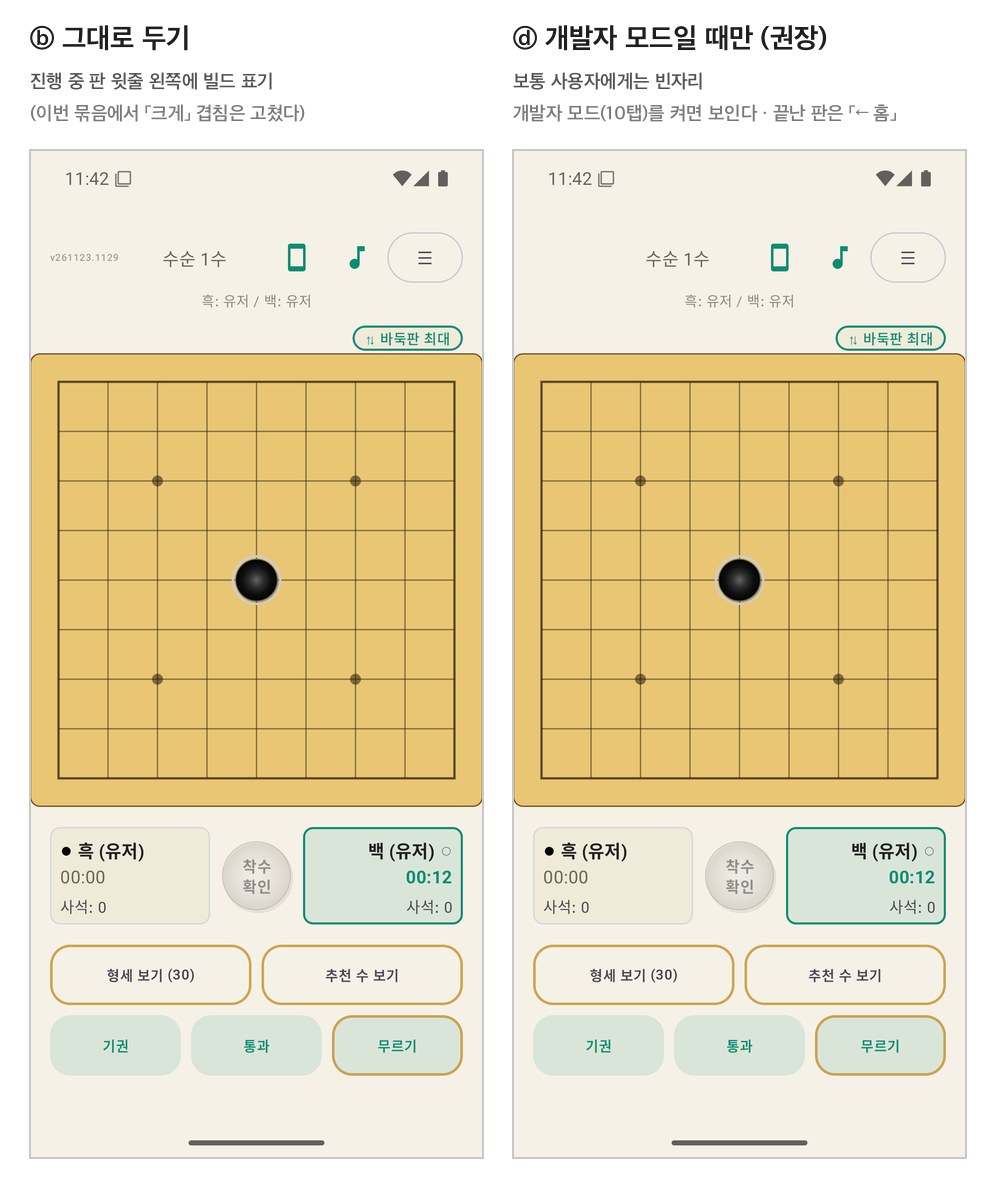 ⓑ 그대로 두기
진행 중 판 윗줄 왼쪽에 빌드 표기
(이번 묶음에서 「크게」 겹침은 고쳤다)
11:42
v261123.1129
수순 1수
흑: 유저 / 백: 유저
↑↓ 바둑판 최대
● 흑 (유저)
00:00
사석: 0
착수
확인
백 (유저) ○
00:12
사석: 0
형세 보기 (30)
추천 수 보기
기권
통과
무르기
ⓓ 개발자 모드일 때만 (권장)
보통 사용자에게는 빈자리
개발자 모드(10탭)를 켜면 보인다 · 끝난 판은 「← 홈」
11:42
수순 1수
흑: 유저 / 백: 유저
↑↓ 바둑판 최대
● 흑 (유저)
00:00
사석: 0
착수
확인
백 (유저) ○
00:12
사석: 0
형세 보기 (30)
추천 수 보기
기권
통과
무르기